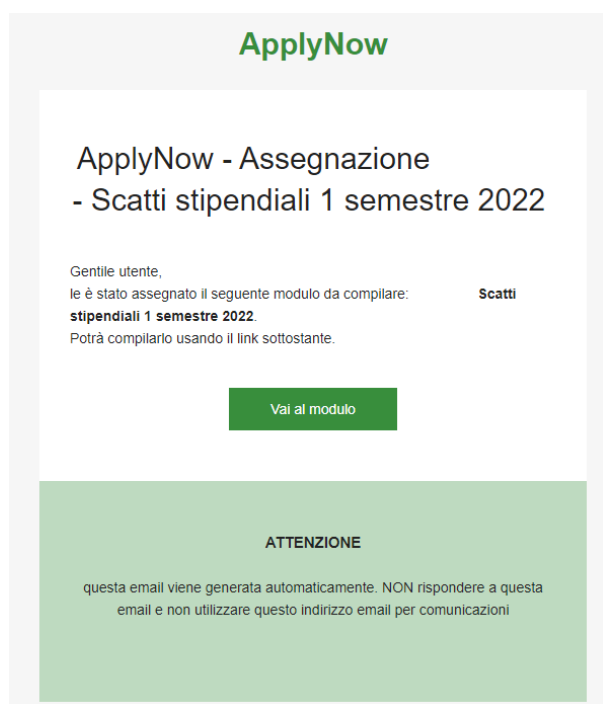 ApplyNow
ApplyNow - Assegnazione
- Scatti stipendiali 1 semestre 2022
Gentile utente,
le è stato assegnato il seguente modulo da compilare: Scatti
stipendiali 1 semestre 2022.
Potrà compilarlo usando il link sottostante.
Vai al modulo
ATTENZIONE
questa email viene generata automaticamente. NON rispondere a questa
email e non utilizzare questo indirizzo email per comunicazioni